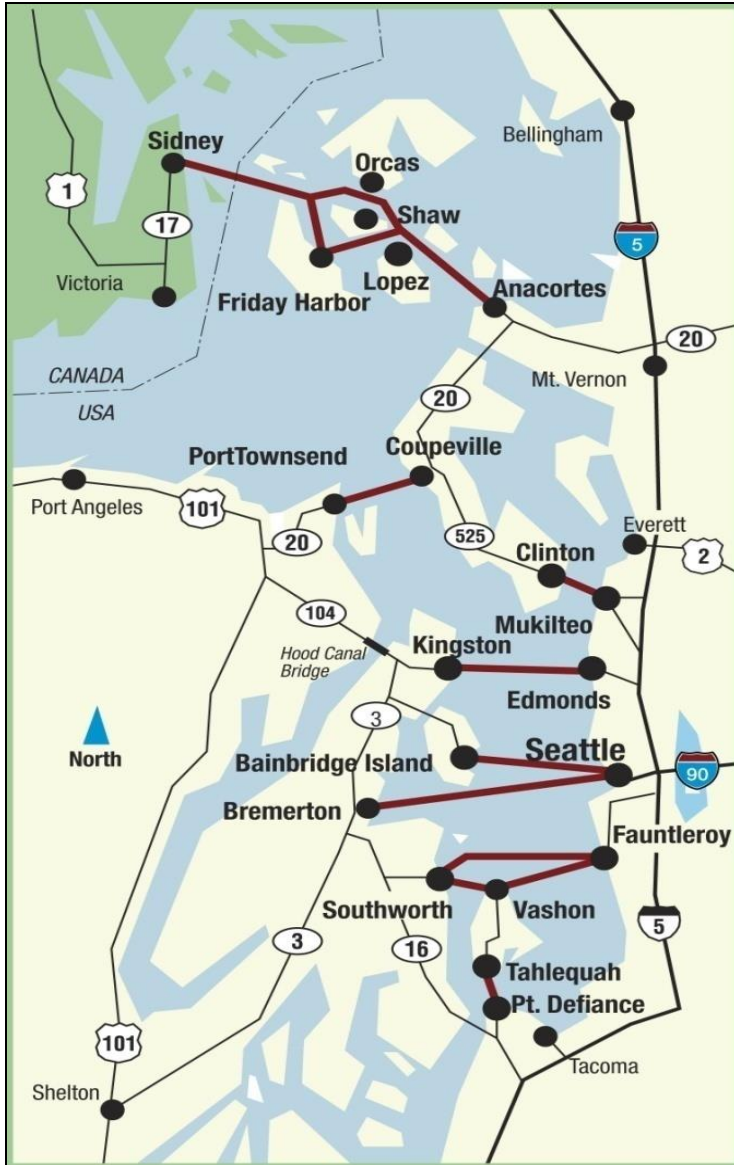 Bellingham
Sidney
Orcas
1
Shaw
17
5
Victoria
Friday Harbor
Lopez
Anacortes
20
Mt. Vernon
CANADA
USA
20
PortTownsend
Coupeville
Port Angeles
101
20
525
Everett
2
Clinton
104
Mukilteo
Hood Canal
Bridge
Kingston
Edmonds
3
North
Bainbridge Island
Seattle
90
Bremerton
Fauntleroy
Southworth
Vashon
3
16
5
Tahlequah
Pt. Defiance
101
Tacoma
Shelton